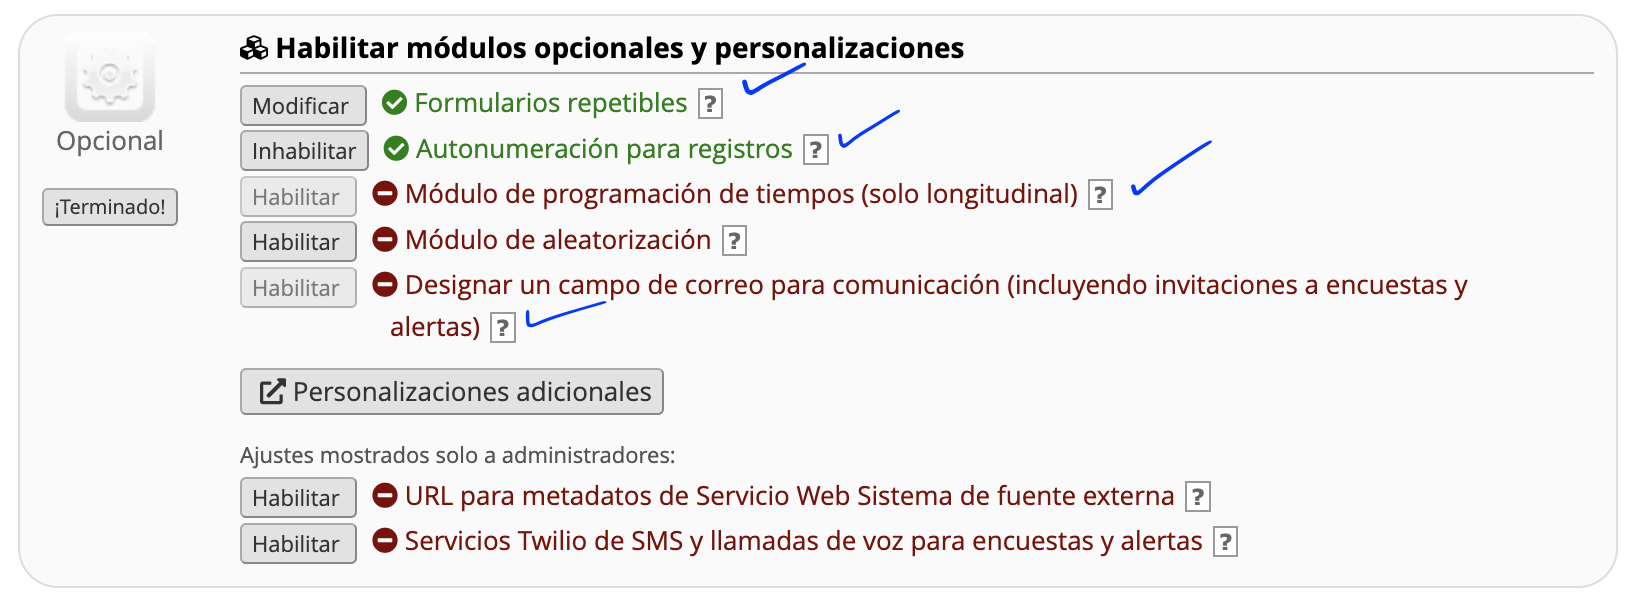 Habilitar módulos opcionales y personalizaciones
Opcional
¡Terminado!
Modificar Formularios repetibles ?
Inhabilitar Autonumeración para registros ?
Habilitar Módulo de programación de tiempos (solo longitudinal) ?
Habilitar Módulo de aleatorización ?
Habilitar Designar un campo de correo para comunicación (incluyendo invitaciones a encuestas y
alertas) ?
Personalizaciones adicionales
Ajustes mostrados solo a administradores:
Habilitar URL para metadatos de Servicio Web Sistema de fuente externa ?
Habilitar Servicios Twilio de SMS y llamadas de voz para encuestas y alertas ?